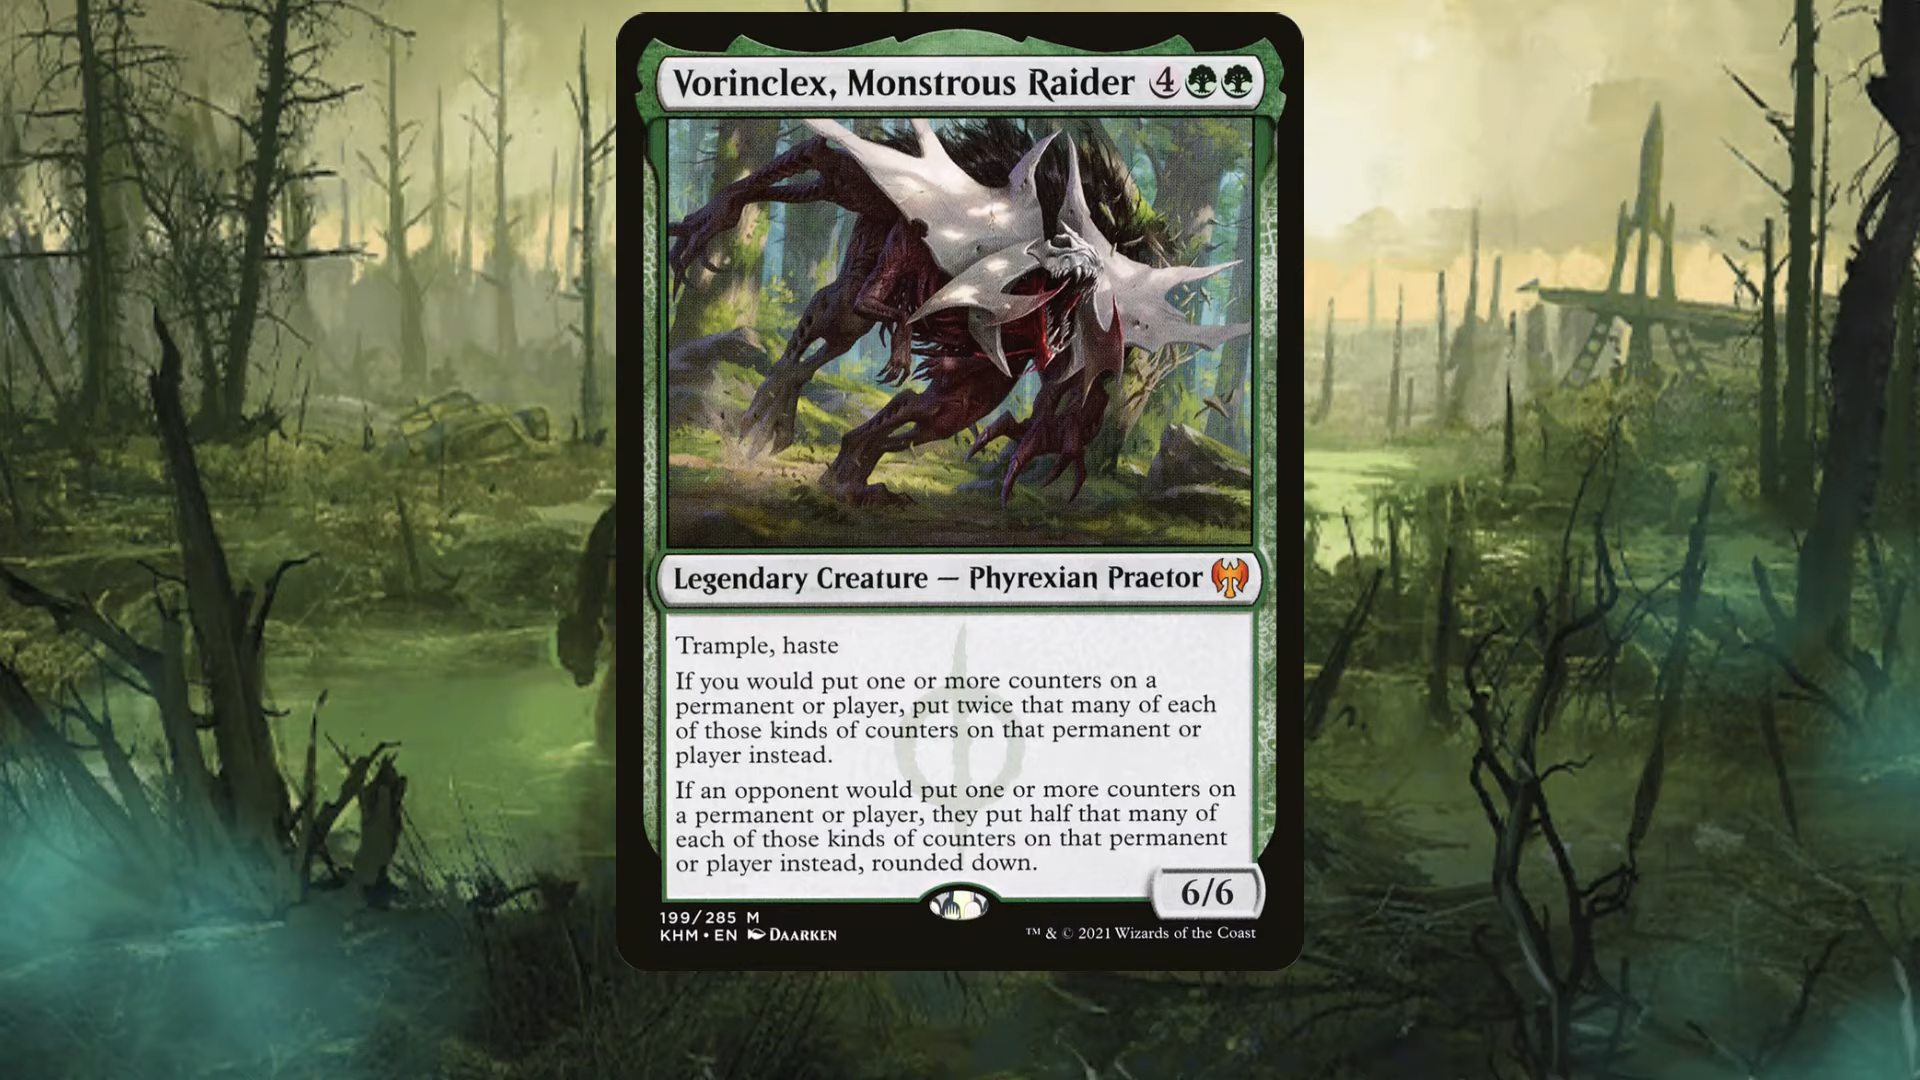 Vorinclex, Monstrous Raider 4
Legendary Creature — Phyrexian Praetor
Trample, haste
If you would put one or more counters on a
permanent or player, put twice that many of each
of those kinds of counters on that permanent or
player instead.
If an opponent would put one or more counters on
a permanent or player, they put half that many of
each of those kinds of counters on that permanent
or player instead, rounded down.
6/6
199/285 M
KHM • EN DAARKEN
™ & © 2021 Wizards of the Coast